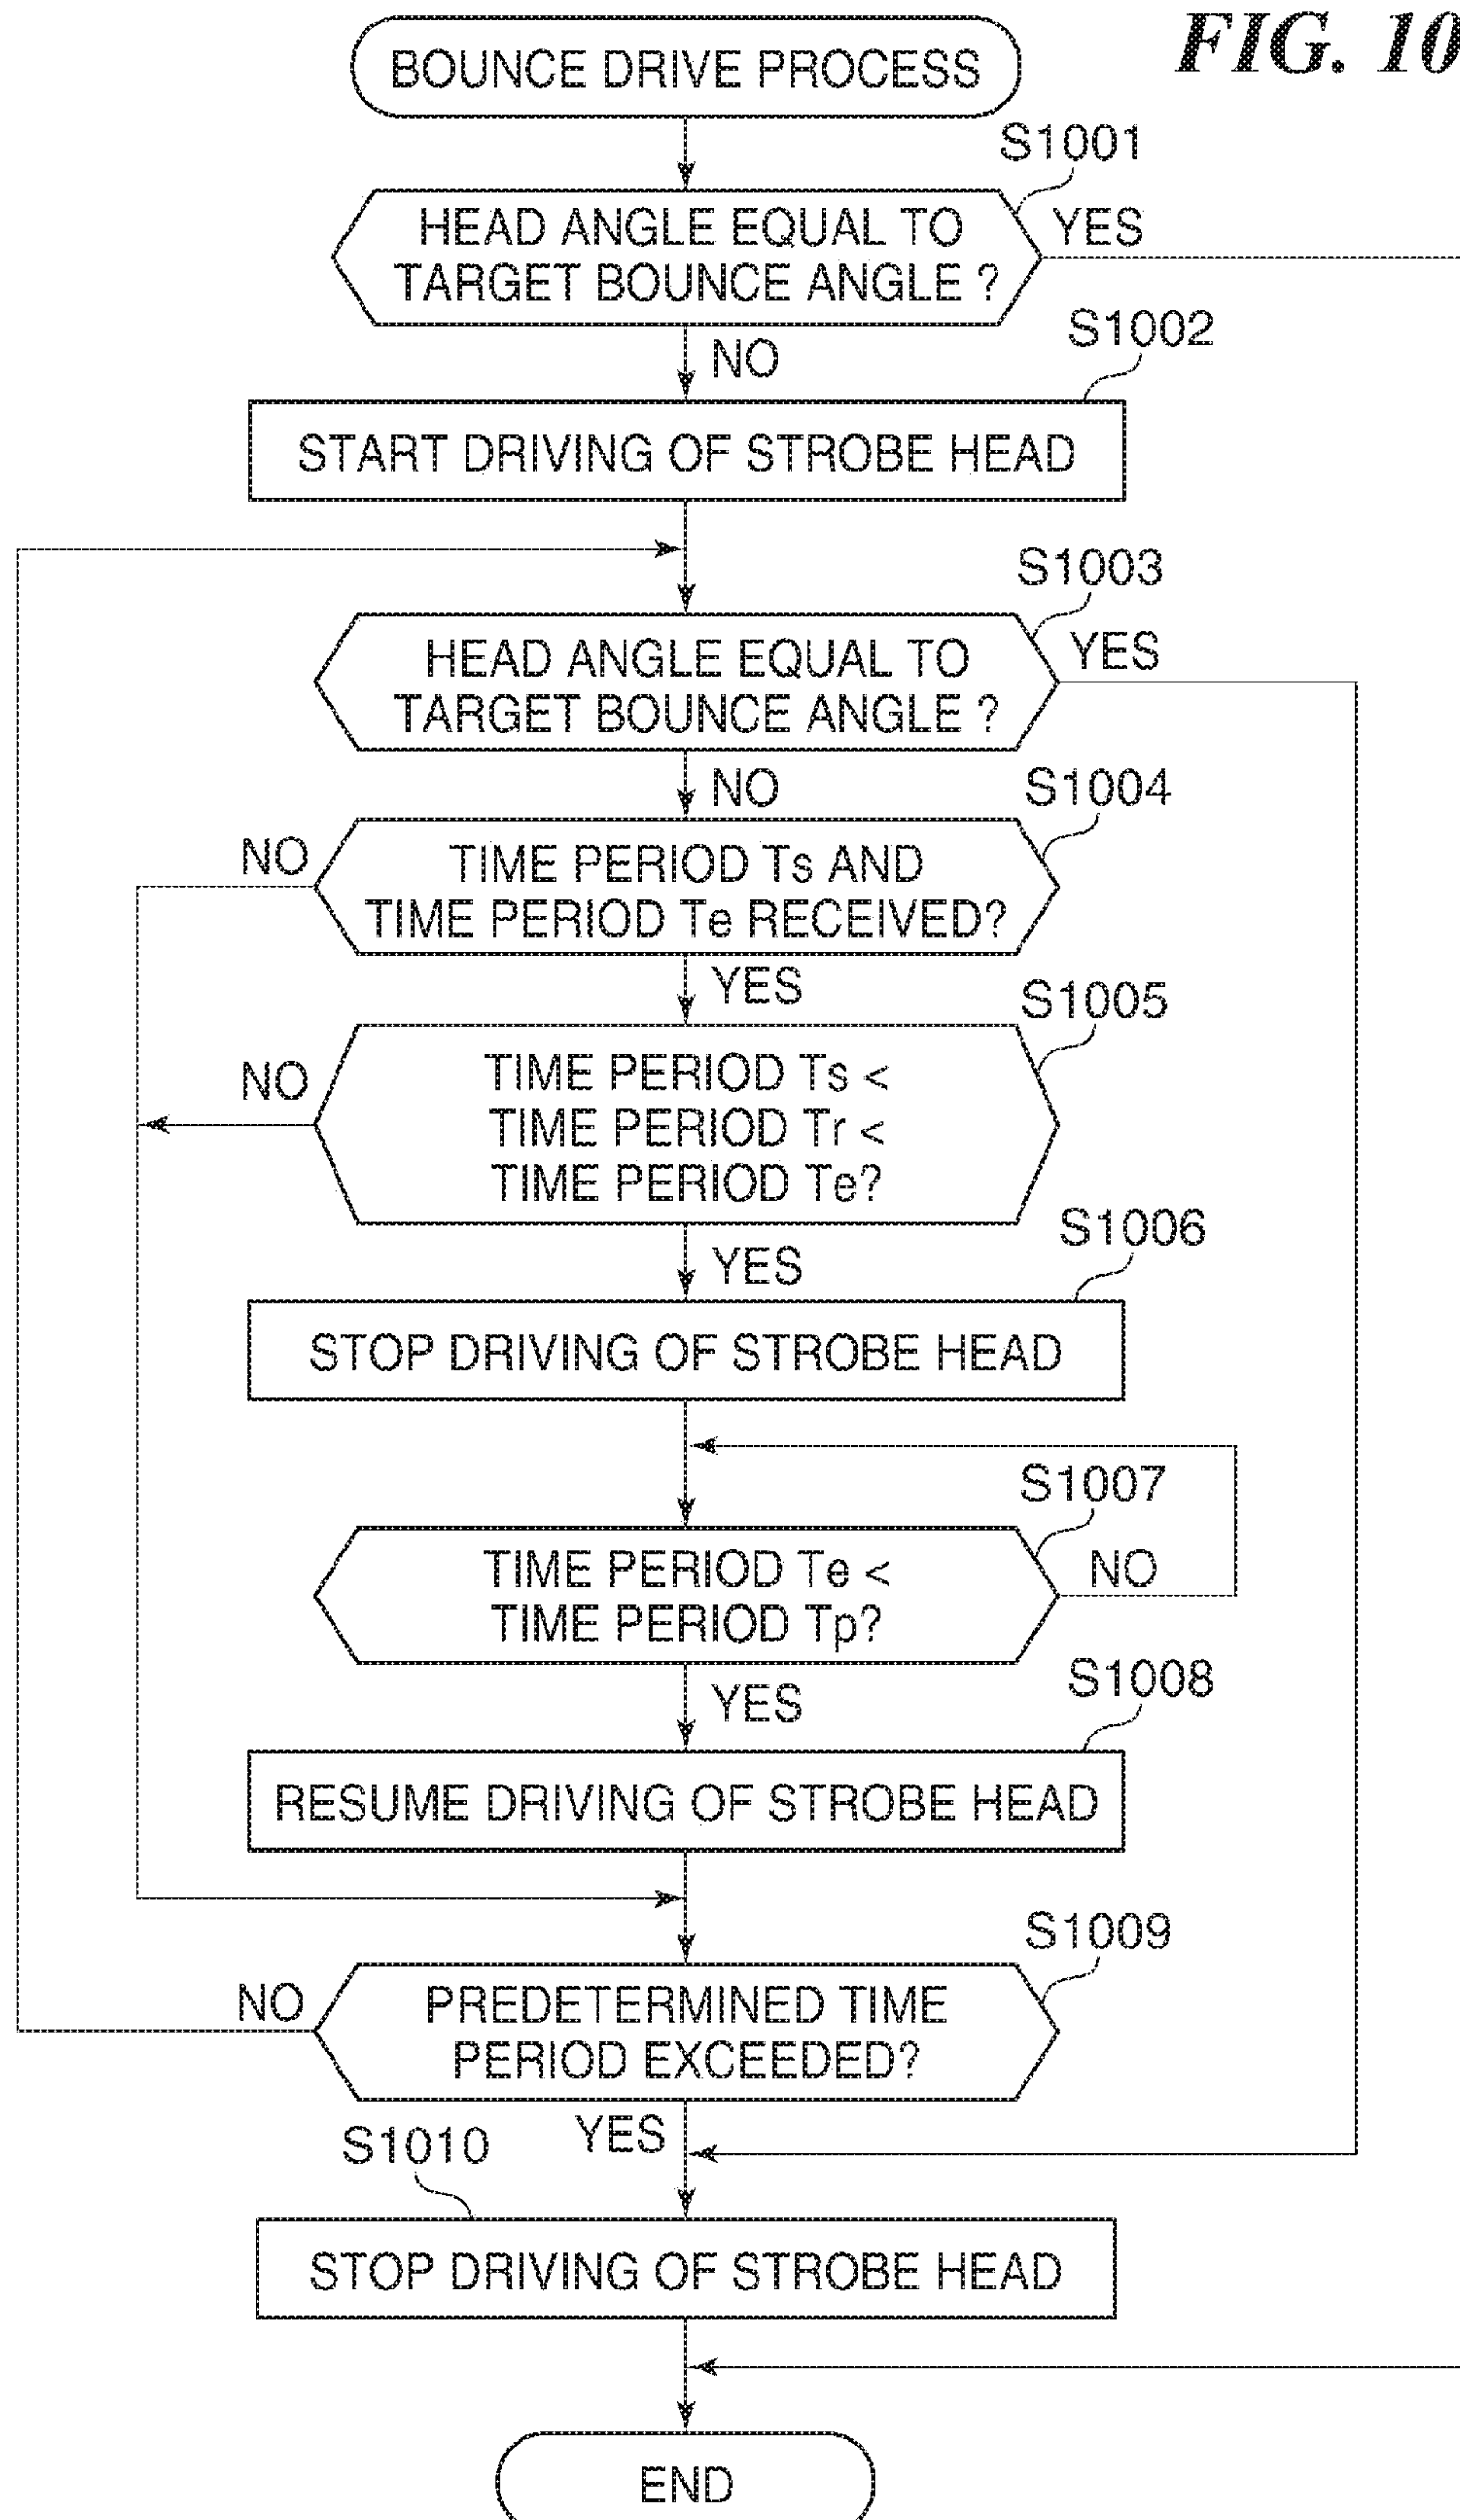 FIG. 10
BOUNCE DRIVE PROCESS
S1001
HEAD ANGLE EQUAL TO
TARGET BOUNCE ANGLE ?
YES
NO
S1002
START DRIVING OF STROBE HEAD
S1003
HEAD ANGLE EQUAL TO
TARGET BOUNCE ANGLE ?
YES
NO
S1004
NO
TIME PERIOD Ts AND
TIME PERIOD Te RECEIVED?
YES
S1005
NO
TIME PERIOD Ts <
TIME PERIOD Tr <
TIME PERIOD Te?
YES
S1006
STOP DRIVING OF STROBE HEAD
S1007
TIME PERIOD Te <
TIME PERIOD Tp?
NO
YES
S1008
RESUME DRIVING OF STROBE HEAD
S1009
NO
PREDETERMINED TIME
PERIOD EXCEEDED?
YES
S1010
STOP DRIVING OF STROBE HEAD
END